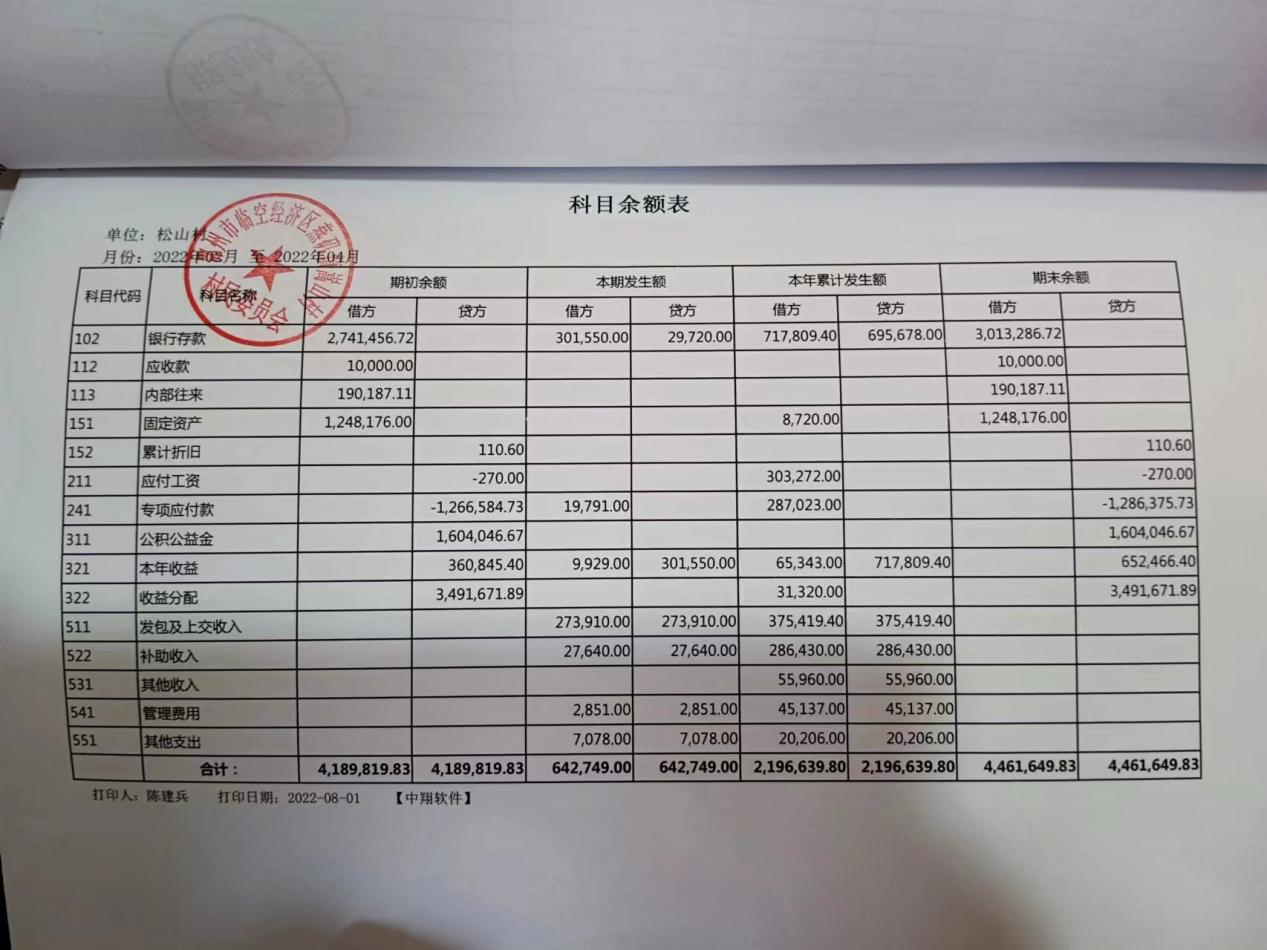 科目余额表
单位：松山村
月份：2022年03月 至 2022年04月
科目代码 科目名称 期初余额 本期发生额 本年累计发生额 期末余额
借方 贷方 借方 贷方 借方 贷方 借方 贷方
102 银行存款 2,741,456.72 301,550.00 29,720.00 717,809.40 695,678.00 3,013,286.72
112 应收款 10,000.00 10,000.00
113 内部往来 190,187.11 190,187.11
151 固定资产 1,248,176.00 8,720.00 1,248,176.00
152 累计折旧 110.60 110.60
211 应付工资 -270.00 303,272.00 -270.00
241 专项应付款 -1,266,584.73 19,791.00 287,023.00 -1,286,375.73
311 公积公益金 1,604,046.67 1,604,046.67
321 本年收益 360,845.40 9,929.00 301,550.00 65,343.00 717,809.40 652,466.40
322 收益分配 3,491,671.89 31,320.00 3,491,671.89
511 发包及上交收入 273,910.00 273,910.00 375,419.40 375,419.40
522 补助收入 27,640.00 27,640.00 286,430.00 286,430.00
531 其他收入 55,960.00 55,960.00
541 管理费用 2,851.00 2,851.00 45,137.00 45,137.00
551 其他支出 7,078.00 7,078.00 20,206.00 20,206.00
合计： 4,189,819.83 4,189,819.83 642,749.00 642,749.00 2,196,639.80 2,196,639.80 4,461,649.83 4,461,649.83
打印人：陈建兵 打印日期：2022-08-01 【中翔软件】
州市临空经济区
村民委员会